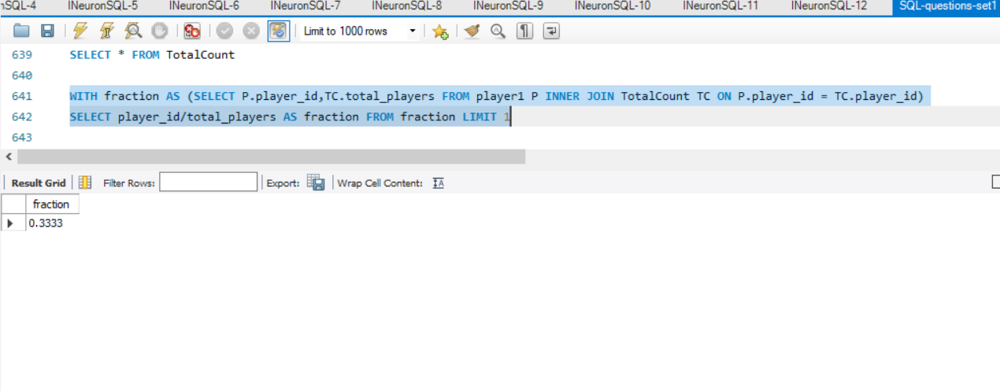 nSQL-4 INeuronSQL-5 INeuronSQL-6 INeuronSQL-7 INeuronSQL-8 INeuronSQL-9 INeuronSQL-10 INeuronSQL-11 INeuronSQL-12 SQL-questions-set1
Limit to 1000 rows
639 SELECT * FROM TotalCount
640
641 WITH fraction AS (SELECT P.player_id,TC.total_players FROM player1 P INNER JOIN TotalCount TC ON P.player_id = TC.player_id)
642 SELECT player_id/total_players AS fraction FROM fraction LIMIT 1
643
Result Grid Filter Rows: Export: Wrap Cell Content:
fraction
0.3333